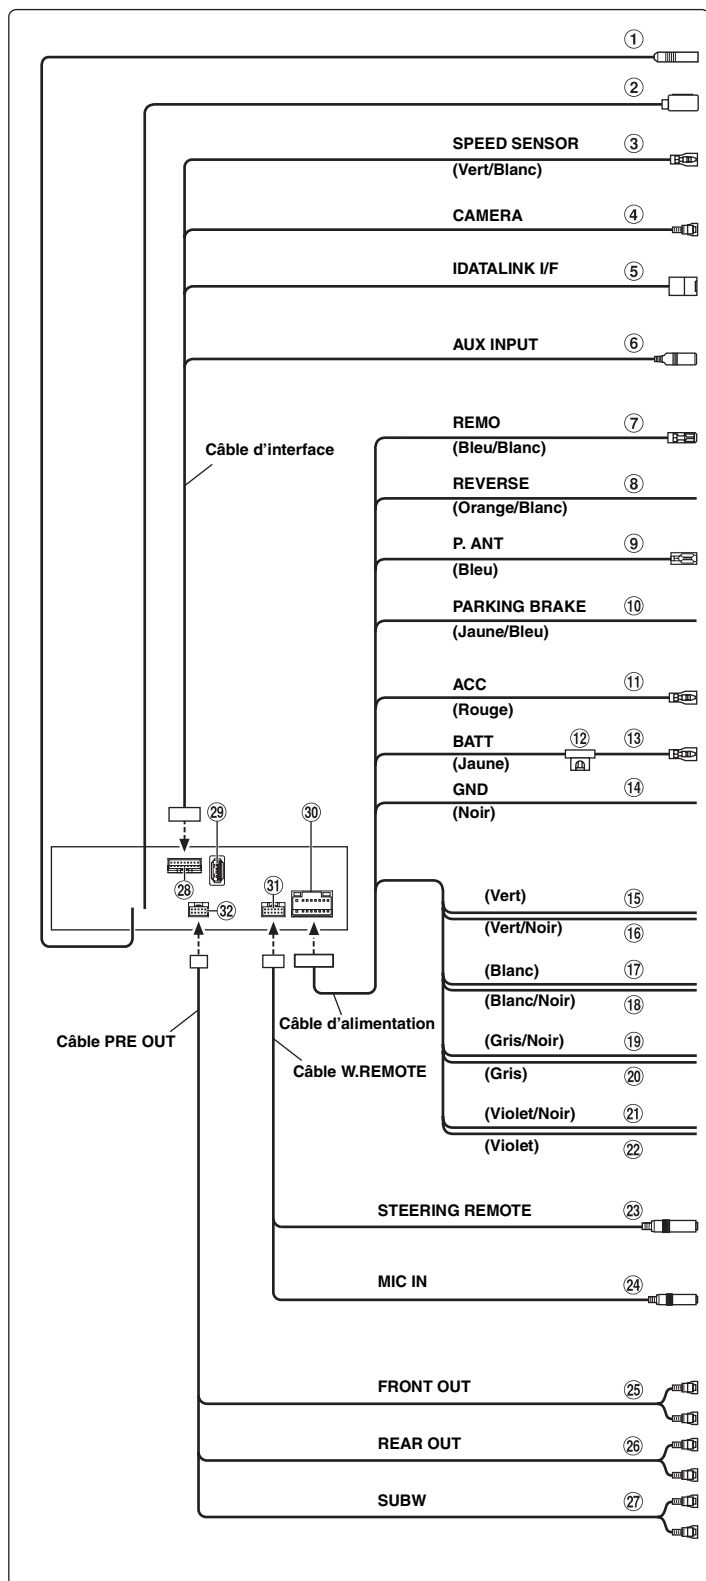 ①
②
SPEED SENSOR ③
(Vert/Blanc)
CAMERA ④
IDATALINK I/F ⑤
AUX INPUT ⑥
REMO ⑦
(Bleu/Blanc)
Câble d'interface
REVERSE ⑧
(Orange/Blanc)
P. ANT ⑨
(Bleu)
PARKING BRAKE ⑩
(Jaune/Bleu)
ACC ⑪
(Rouge)
BATT ⑫ ⑬
(Jaune)
GND ⑭
(Noir)
㉙ ㉚
㉘ ㉛
㉜
(Vert) ⑮
(Vert/Noir) ⑯
(Blanc) ⑰
(Blanc/Noir) ⑱
Câble d'alimentation
Câble PRE OUT
(Gris/Noir) ⑲
Câble W.REMOTE
(Gris) ⑳
(Violet/Noir) ㉑
(Violet) ㉒
STEERING REMOTE ㉓
MIC IN ㉔
FRONT OUT ㉕
REAR OUT ㉖
SUBW ㉗